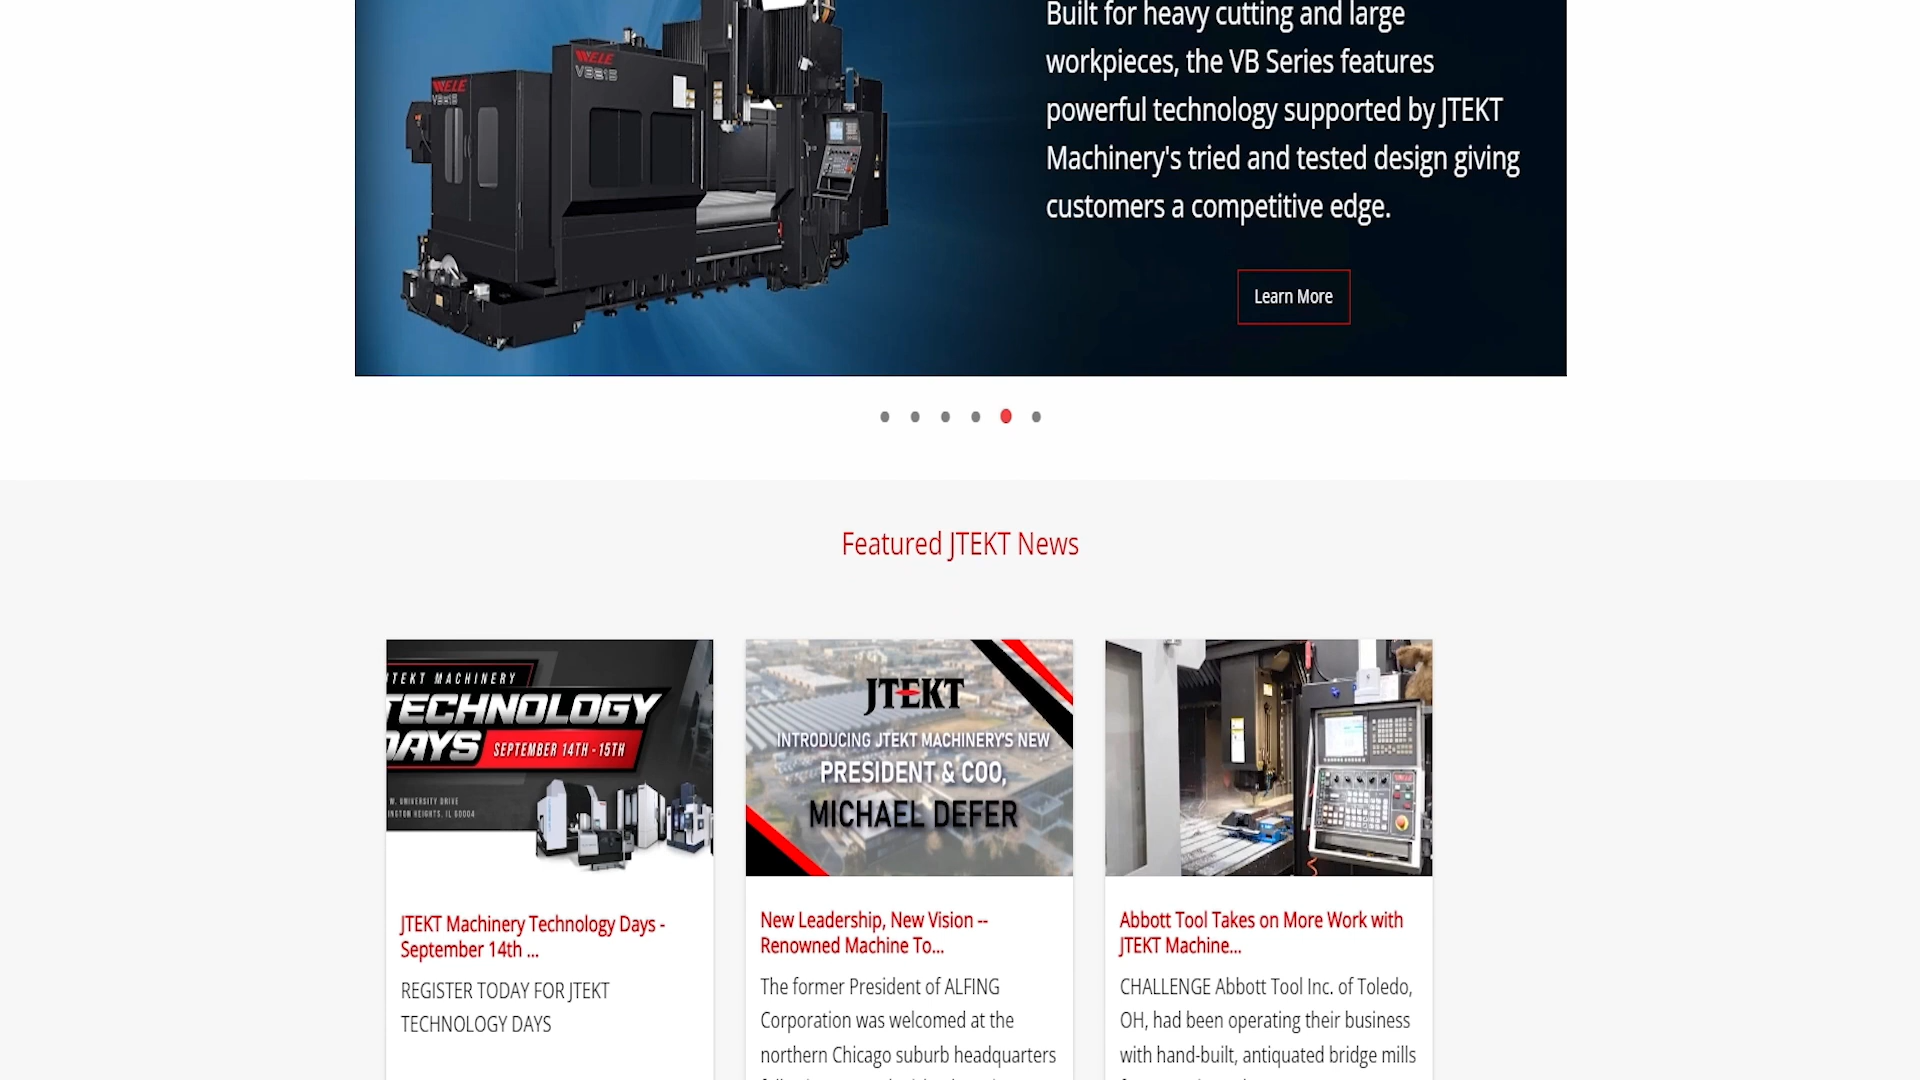 Built for heavy cutting and large
workpieces, the VB Series features
powerful technology supported by JTEKT
Machinery's tried and tested design giving
customers a competitive edge.
Learn More
WELE
WELE
Featured JTEKT News
JTEKT MACHINERY
TECHNOLOGY
DAYS SEPTEMBER 14TH - 15TH
W. UNIVERSITY DRIVE
INGTON HEIGHTS, IL 60004
JTEKT
INTRODUCING JTEKT MACHINERY'S NEW
PRESIDENT & COO,
MICHAEL DEFER
JTEKT Machinery Technology Days -
September 14th ...
REGISTER TODAY FOR JTEKT
TECHNOLOGY DAYS
New Leadership, New Vision --
Renowned Machine To...
The former President of ALFING
Corporation was welcomed at the
northern Chicago suburb headquarters
Abbott Tool Takes on More Work with
JTEKT Machine...
CHALLENGE Abbott Tool Inc. of Toledo,
OH, had been operating their business
with hand-built, antiquated bridge mills